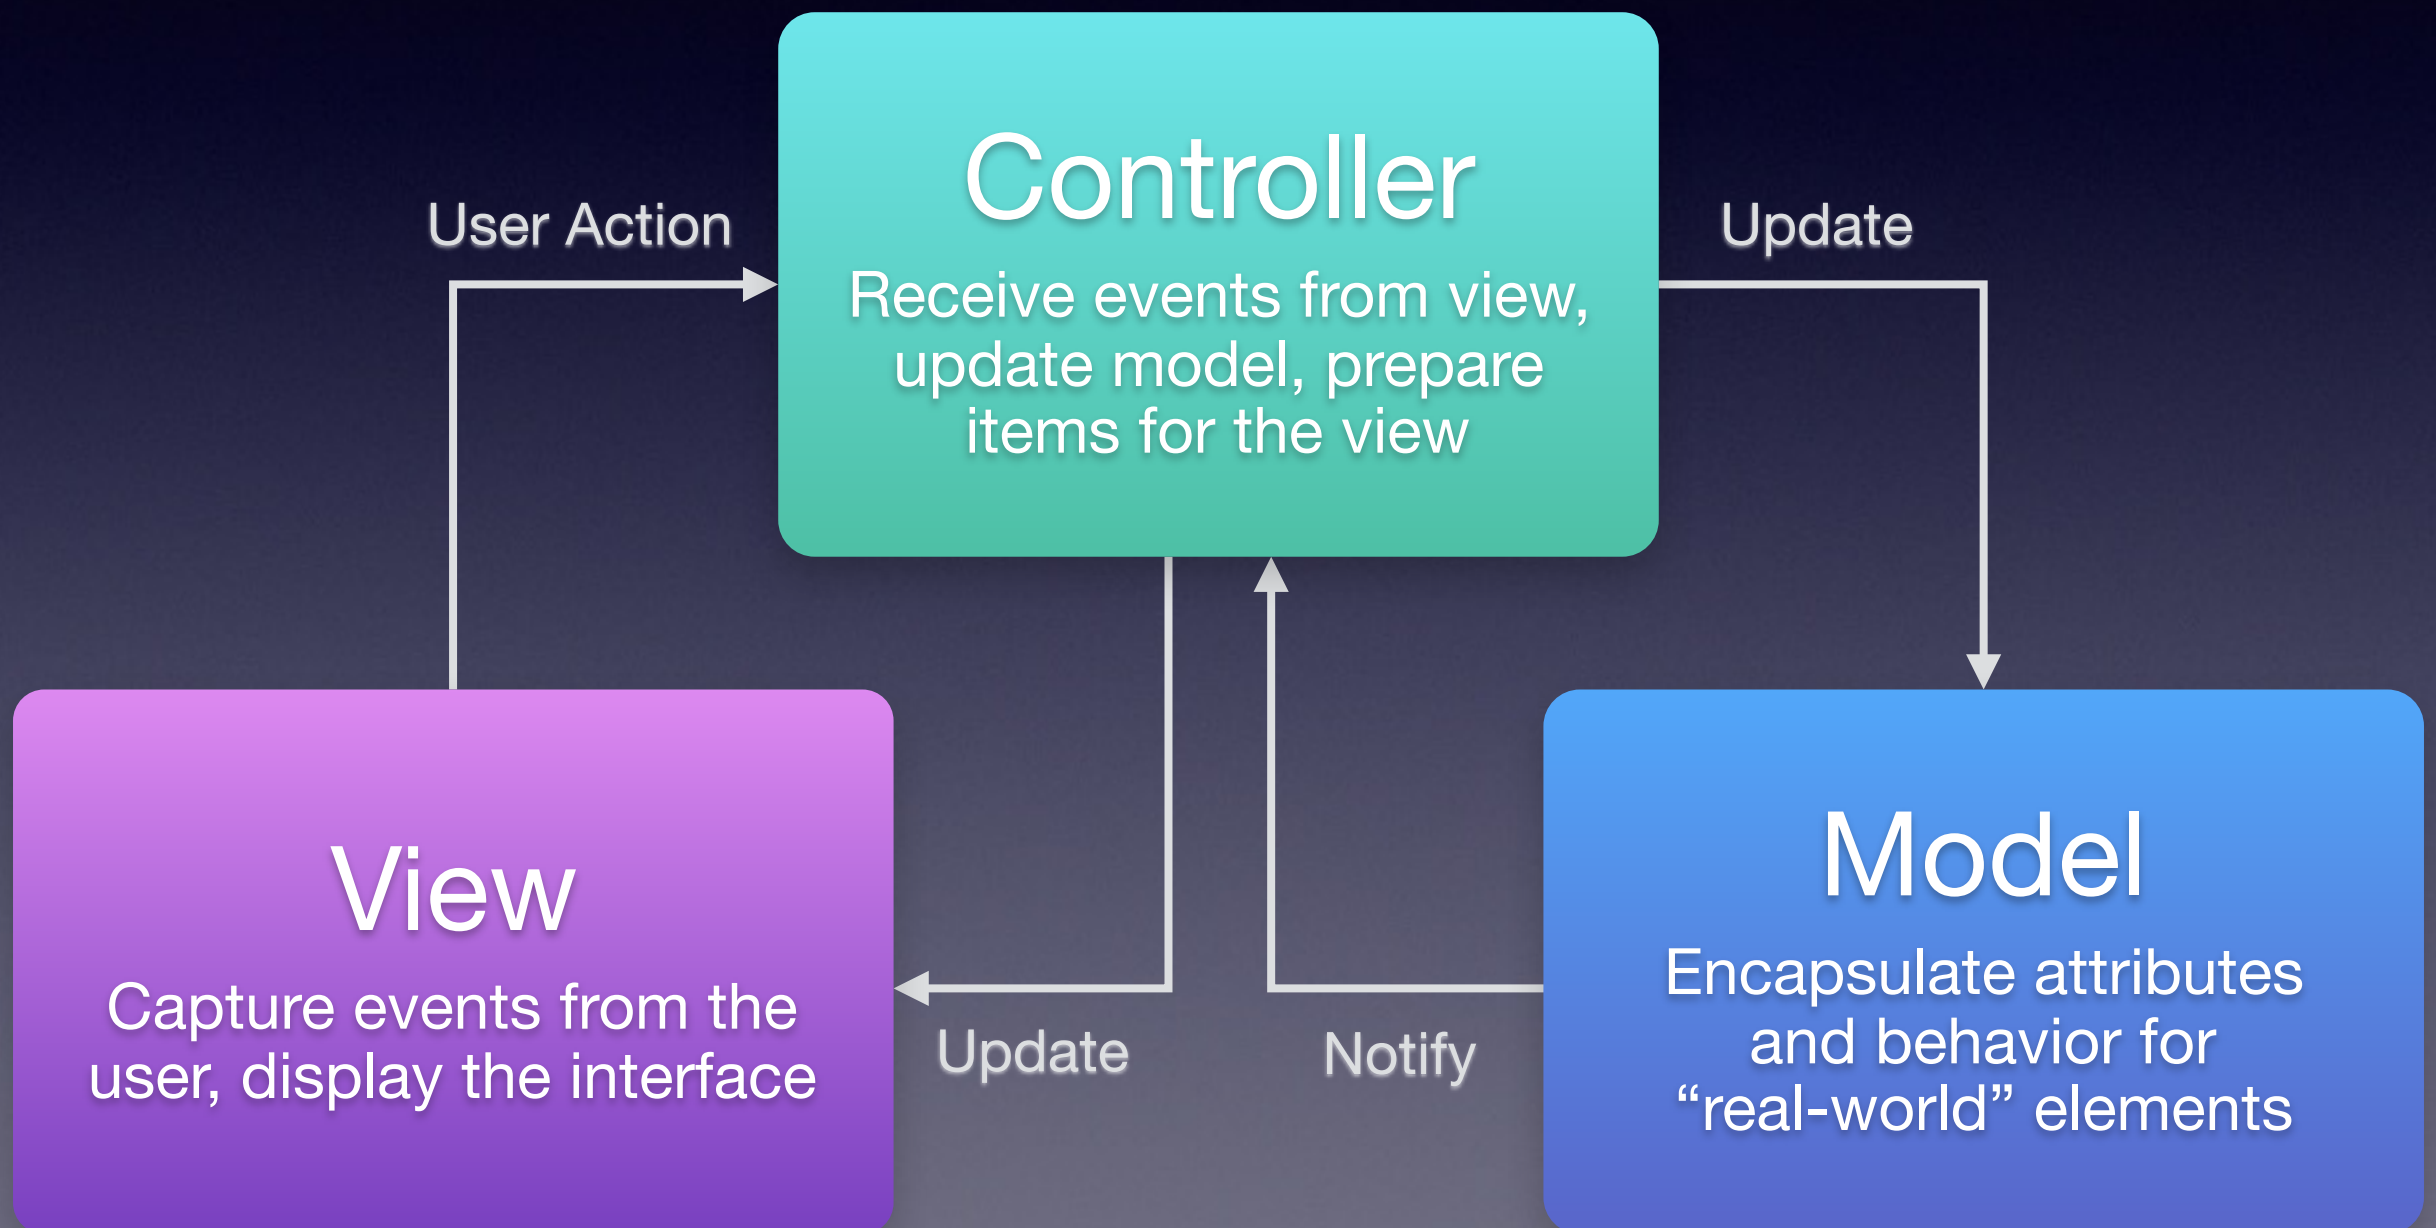 Controller
Receive events from view,
update model, prepare
items for the view
User Action
Update
View
Capture events from the
user, display the interface
Update
Notify
Model
Encapsulate attributes
and behavior for
“real-world” elements